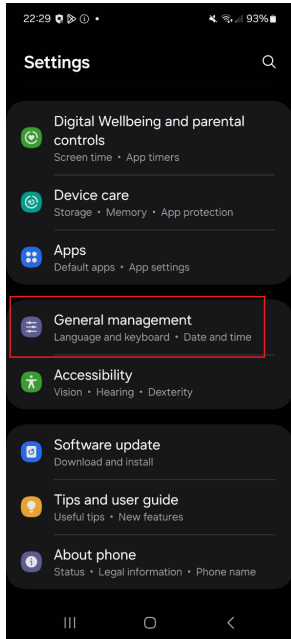 22:29 93%
Settings
Digital Wellbeing and parental
controls
Screen time • App timers
Device care
Storage • Memory • App protection
Apps
Default apps • App settings
General management
Language and keyboard • Date and time
Accessibility
Vision • Hearing • Dexterity
Software update
Download and install
Tips and user guide
Useful tips • New features
About phone
Status • Legal information • Phone name